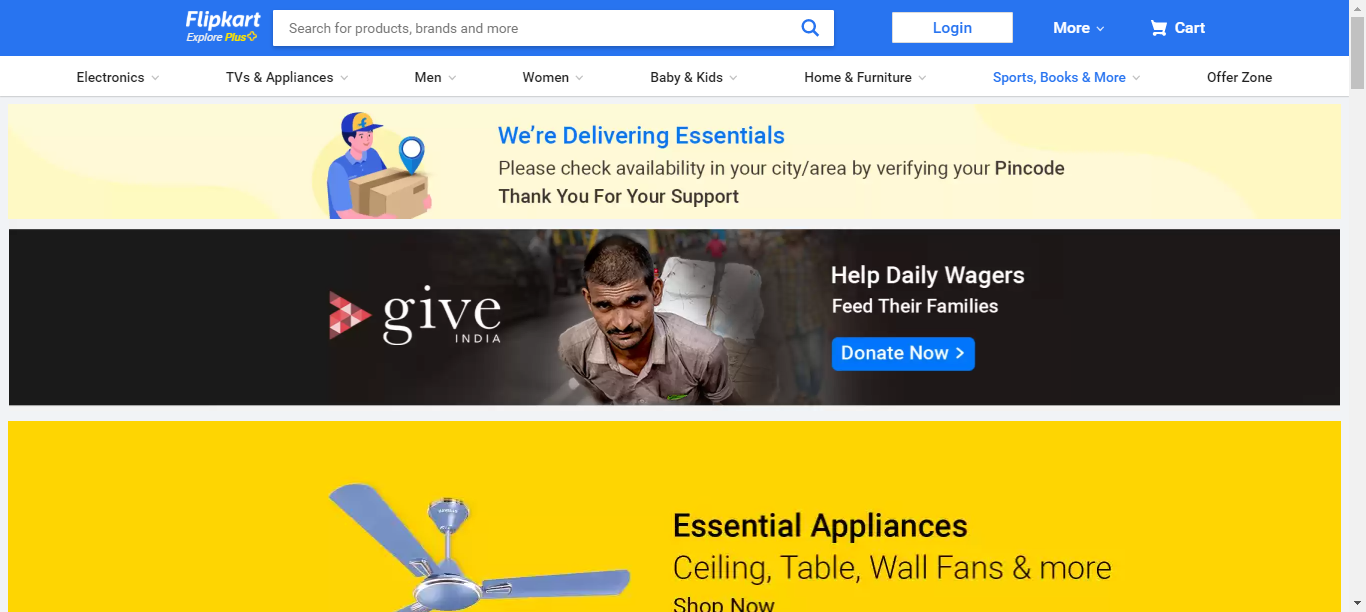 Flipkart
Explore Plus
Search for products, brands and more
Login
More
Cart
Electronics
TVs & Appliances
Men
Women
Baby & Kids
Home & Furniture
Sports, Books & More
Offer Zone
We're Delivering Essentials
Please check availability in your city/area by verifying your Pincode
Thank You For Your Support
give
INDIA
Help Daily Wagers
Feed Their Families
Donate Now >
Essential Appliances
Ceiling, Table, Wall Fans & more
Shop Now